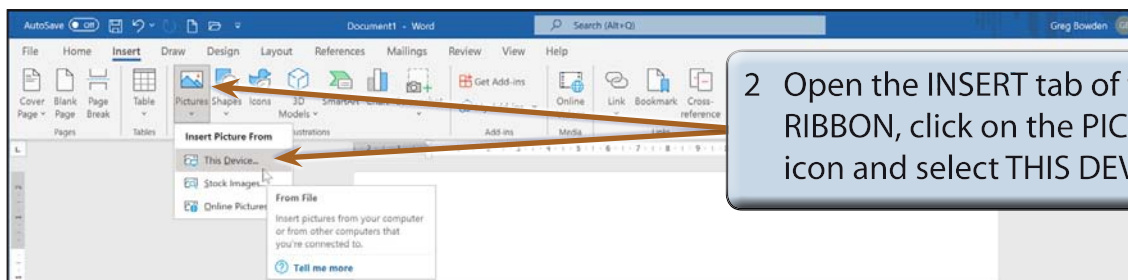 AutoSave Off Document1 - Word Search (Alt+Q) Greg Bowden
File Home Insert Draw Design Layout References Mailings Review View Help
Cover Page Blank Page Page Break Table Pictures Shapes Icons 3D Models Get Add-ins Online Link Bookmark Cross-reference
Pages Tables Add-ins Media
Insert Picture From
This Device...
Stock Images...
Online Pictures
From File
Insert pictures from your computer
or from other computers that
you're connected to.
Tell me more
2 Open the INSERT tab of
RIBBON, click on the PIC
icon and select THIS DEV